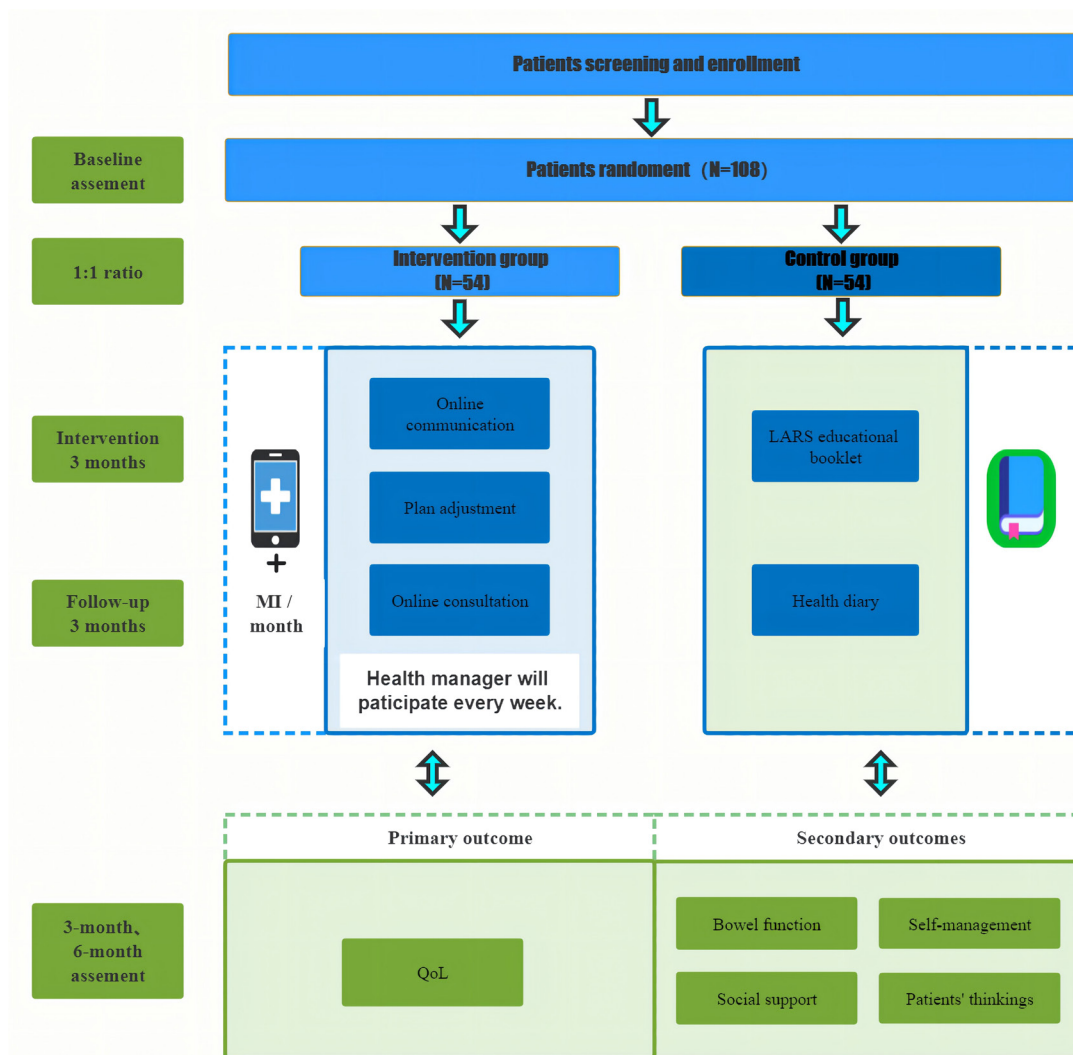 Patients screening and enrollment
Baseline
assement
Patients randoment（N=108）
1:1 ratio
Intervention group
(N=54)
Control group
(N=54)
Intervention
3 months
Online
communication
Plan adjustment
LARS educational
booklet
Follow-up
3 months
+
MI /
month
Online consultation
Health diary
Health manager will
paticipate every week.
Primary outcome
Secondary outcomes
3-month、
6-month
assement
QoL
Bowel function
Self-management
Social support
Patients' thinkings